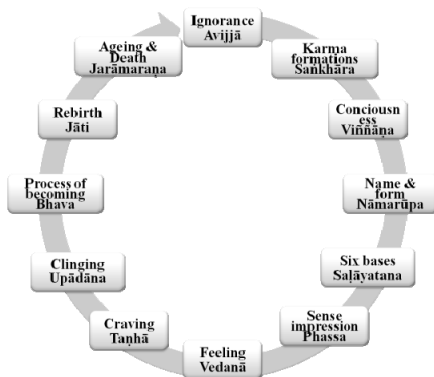 Ignorance
Avijjā
Karma
formations
Saṅkhāra
Conciousn
ess
Viññāṇa
Name &
form
Nāmarūpa
Six bases
Saḷāyatana
Sense
impression
Phassa
Feeling
Vedanā
Craving
Taṇhā
Clinging
Upādāna
Process of
becoming
Bhava
Rebirth
Jāti
Ageing &
Death
Jarāmaraṇa